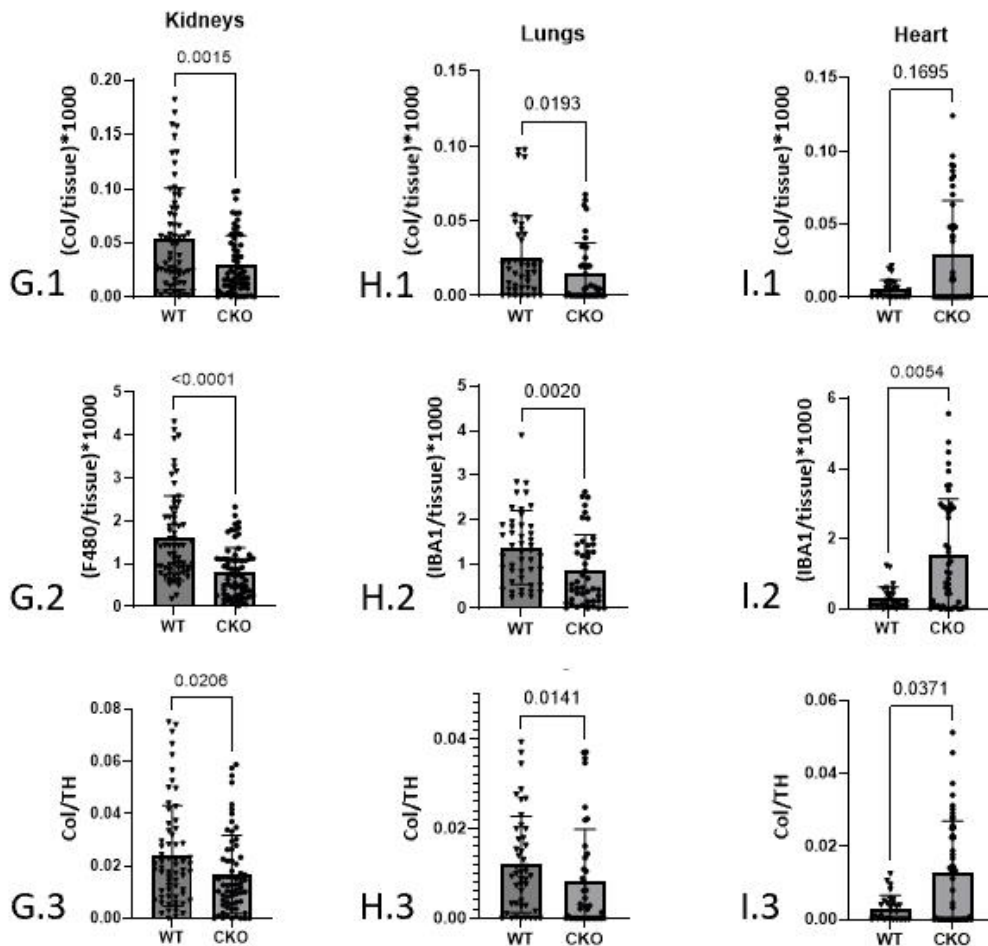 Kidneys
Lungs
Heart
0.0015
0.20
0.15
0.10
0.05
0.00
(Col/tissue)*1000
WT
CKO
G.1
0.0193
0.15
0.10
0.05
0.00
(Col/tissue)*1000
WT
CKO
H.1
0.1695
0.15
0.10
0.05
0.00
(Col/tissue)*1000
WT
CKO
I.1
<0.0001
5
4
3
2
1
0
(F480/tissue)*1000
WT
CKO
G.2
0.0020
5
4
3
2
1
0
(IBA1/tissue)*1000
WT
CKO
H.2
0.0054
6
4
2
0
(IBA1/tissue)*1000
WT
CKO
I.2
0.0206
0.08
0.06
0.04
0.02
0.00
Col/TH
WT
CKO
G.3
0.0141
0.04
0.02
0.00
Col/TH
WT
CKO
H.3
0.0371
0.06
0.04
0.02
0.00
Col/TH
WT
CKO
I.3